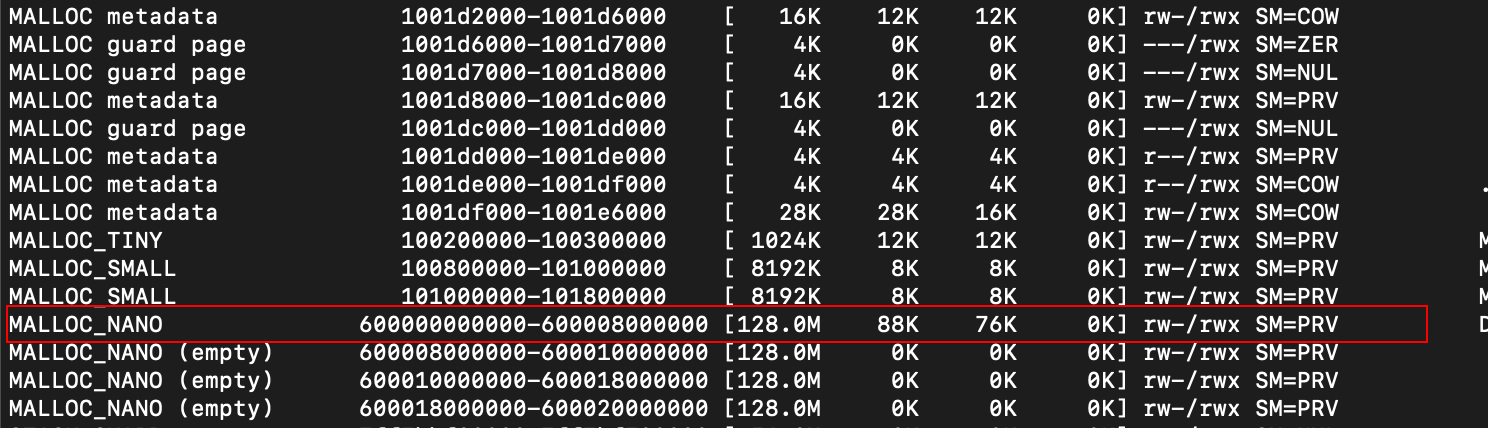 MALLOC metadata 1001d2000-1001d6000 [ 16K 12K 12K 0K] rw-/rwx SM=COW
MALLOC guard page 1001d6000-1001d7000 [ 4K 0K 0K 0K] ---/rwx SM=ZER
MALLOC guard page 1001d7000-1001d8000 [ 4K 0K 0K 0K] ---/rwx SM=NUL
MALLOC metadata 1001d8000-1001dc000 [ 16K 12K 12K 0K] rw-/rwx SM=PRV
MALLOC guard page 1001dc000-1001dd000 [ 4K 0K 0K 0K] ---/rwx SM=NUL
MALLOC metadata 1001dd000-1001de000 [ 4K 4K 4K 0K] r--/rwx SM=PRV
MALLOC metadata 1001de000-1001df000 [ 4K 4K 4K 0K] r--/rwx SM=COW .
MALLOC metadata 1001df000-1001e6000 [ 28K 28K 16K 0K] rw-/rwx SM=COW
MALLOC_TINY 100200000-100300000 [ 1024K 12K 12K 0K] rw-/rwx SM=PRV M
MALLOC_SMALL 100800000-101000000 [ 8192K 8K 8K 0K] rw-/rwx SM=PRV M
MALLOC_SMALL 101000000-101800000 [ 8192K 8K 8K 0K] rw-/rwx SM=PRV M
MALLOC_NANO 600000000000-600008000000 [128.0M 88K 76K 0K] rw-/rwx SM=PRV D
MALLOC_NANO (empty) 600008000000-600010000000 [128.0M 0K 0K 0K] rw-/rwx SM=PRV
MALLOC_NANO (empty) 600010000000-600018000000 [128.0M 0K 0K 0K] rw-/rwx SM=PRV
MALLOC_NANO (empty) 600018000000-600020000000 [128.0M 0K 0K 0K] rw-/rwx SM=PRV